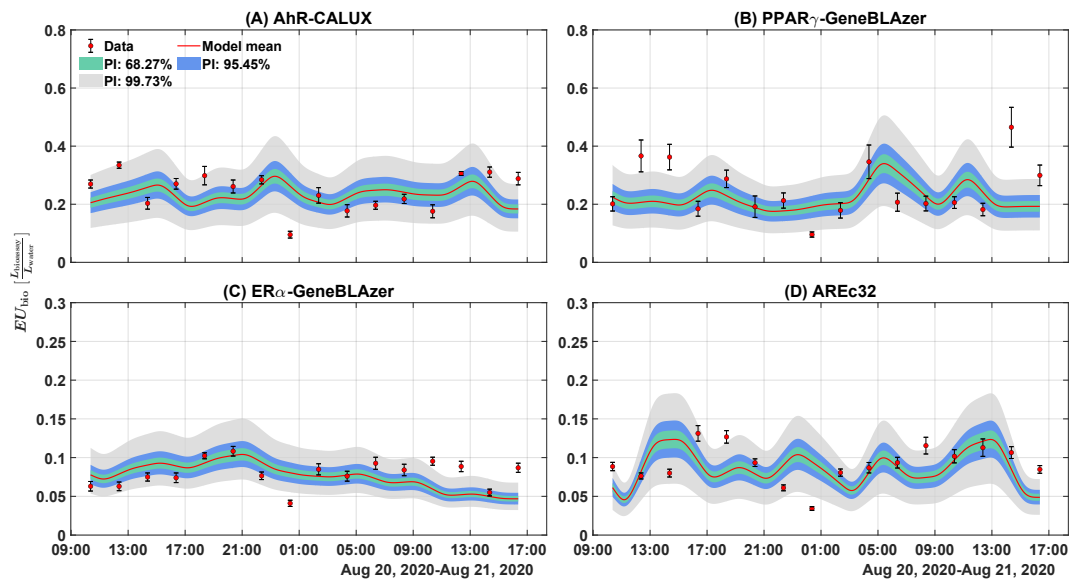 (A) AhR-CALUX
(B) PPARγ-GeneBLAzer
0.8
0.6
0.4
0.2
0
Data
Model mean
PI: 68.27%
PI: 95.45%
PI: 99.73%
0.8
0.6
0.4
0.2
0
EU_bio [L_bioassay/L_water]
(C) ERα-GeneBLAzer
(D) AREc32
0.3
0.25
0.2
0.15
0.1
0.05
0
0.3
0.25
0.2
0.15
0.1
0.05
0
09:00 13:00 17:00 21:00 01:00 05:00 09:00 13:00 17:00
09:00 13:00 17:00 21:00 01:00 05:00 09:00 13:00 17:00
Aug 20, 2020-Aug 21, 2020
Aug 20, 2020-Aug 21, 2020